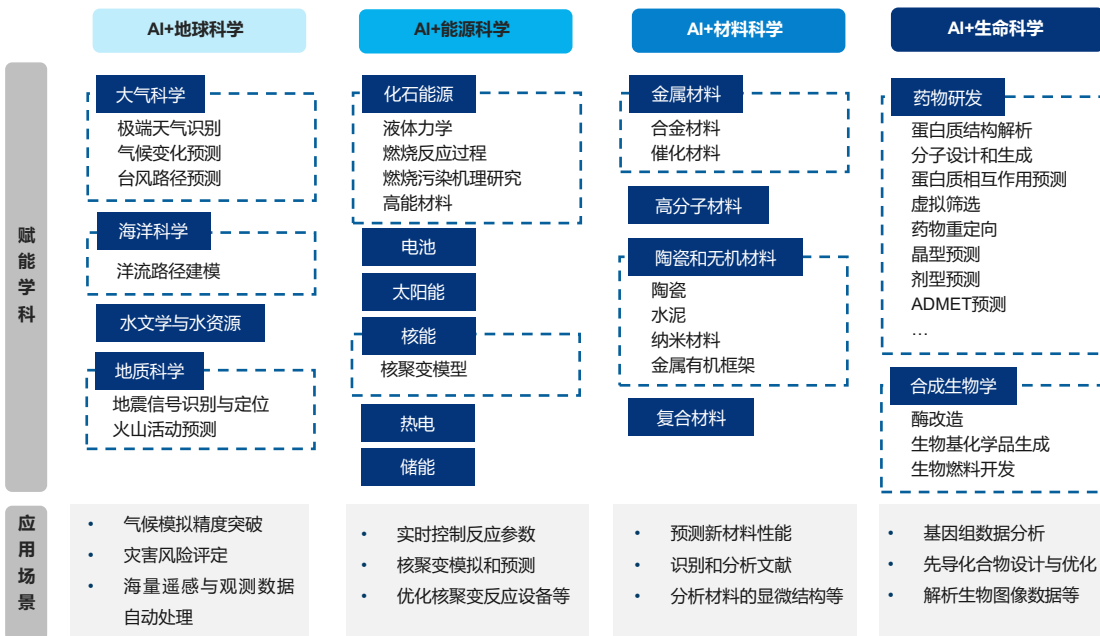 AI+地球科学
AI+能源科学
AI+材料科学
AI+生命科学
赋能学科
大气科学
极端天气识别
气候变化预测
台风路径预测
海洋科学
洋流路径建模
水文学与水资源
地质科学
地震信号识别与定位
火山活动预测
化石能源
液体力学
燃烧反应过程
燃烧污染机理研究
高能材料
电池
太阳能
核能
核聚变模型
热电
储能
金属材料
合金材料
催化材料
高分子材料
陶瓷和无机材料
陶瓷
水泥
纳米材料
金属有机框架
复合材料
药物研发
蛋白质结构解析
分子设计和生成
蛋白质相互作用预测
虚拟筛选
药物重定向
晶型预测
剂型预测
ADMET预测
…
合成生物学
酶改造
生物基化学品生成
生物燃料开发
应用场景
• 气候模拟精度突破
• 灾害风险评定
• 海量遥感与观测数据
自动处理
• 实时控制反应参数
• 核聚变模拟和预测
• 优化核聚变反应设备等
• 预测新材料性能
• 识别和分析文献
• 分析材料的显微结构等
• 基因组数据分析
• 先导化合物设计与优化
• 解析生物图像数据等